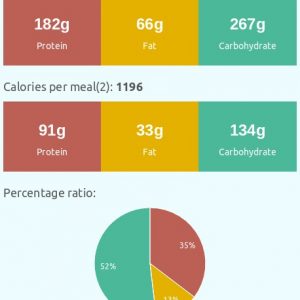 182g 66g 267g
Protein Fat Carbohydrate
Calories per meal(2): 1196
91g 33g 134g
Protein Fat Carbohydrate
Percentage ratio:
35%
52%
13%